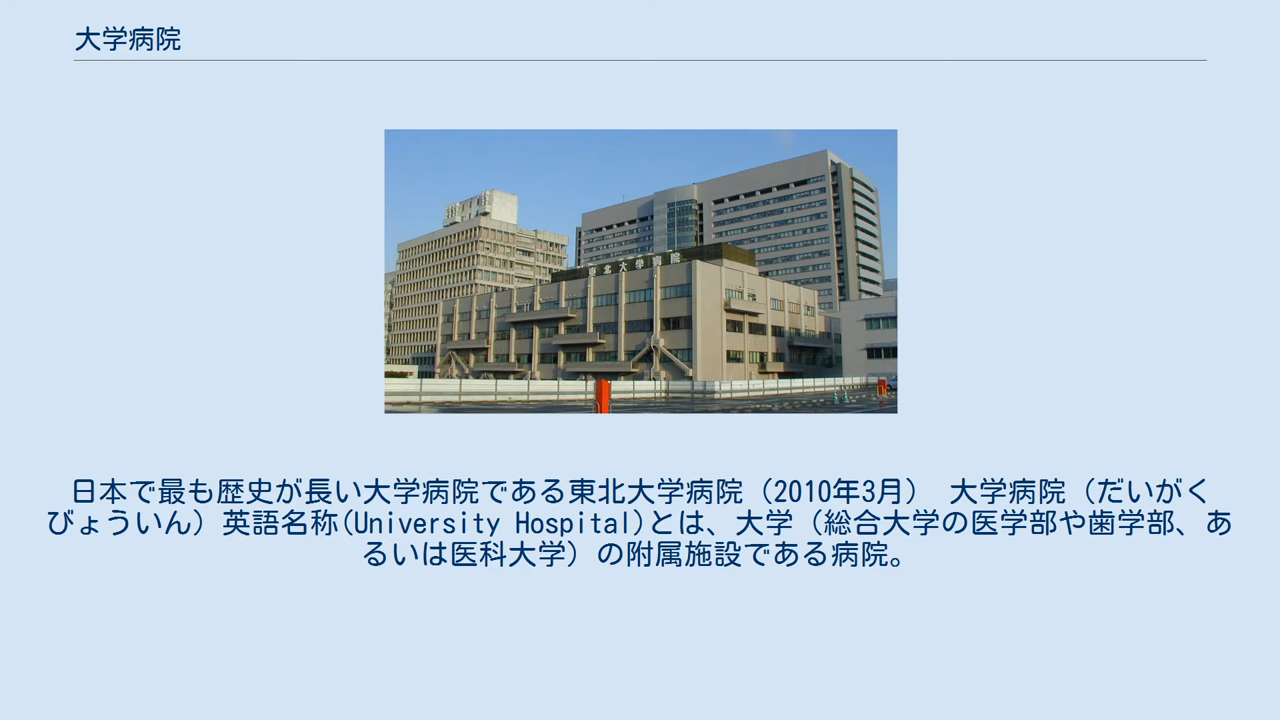 大学病院
東北大学病院
日本で最も歴史が長い大学病院である東北大学病院（2010年3月） 大学病院（だいがく
びょういん）英語名称(University Hospital)とは、大学（総合大学の医学部や歯学部、あ
るいは医科大学）の附属施設である病院。